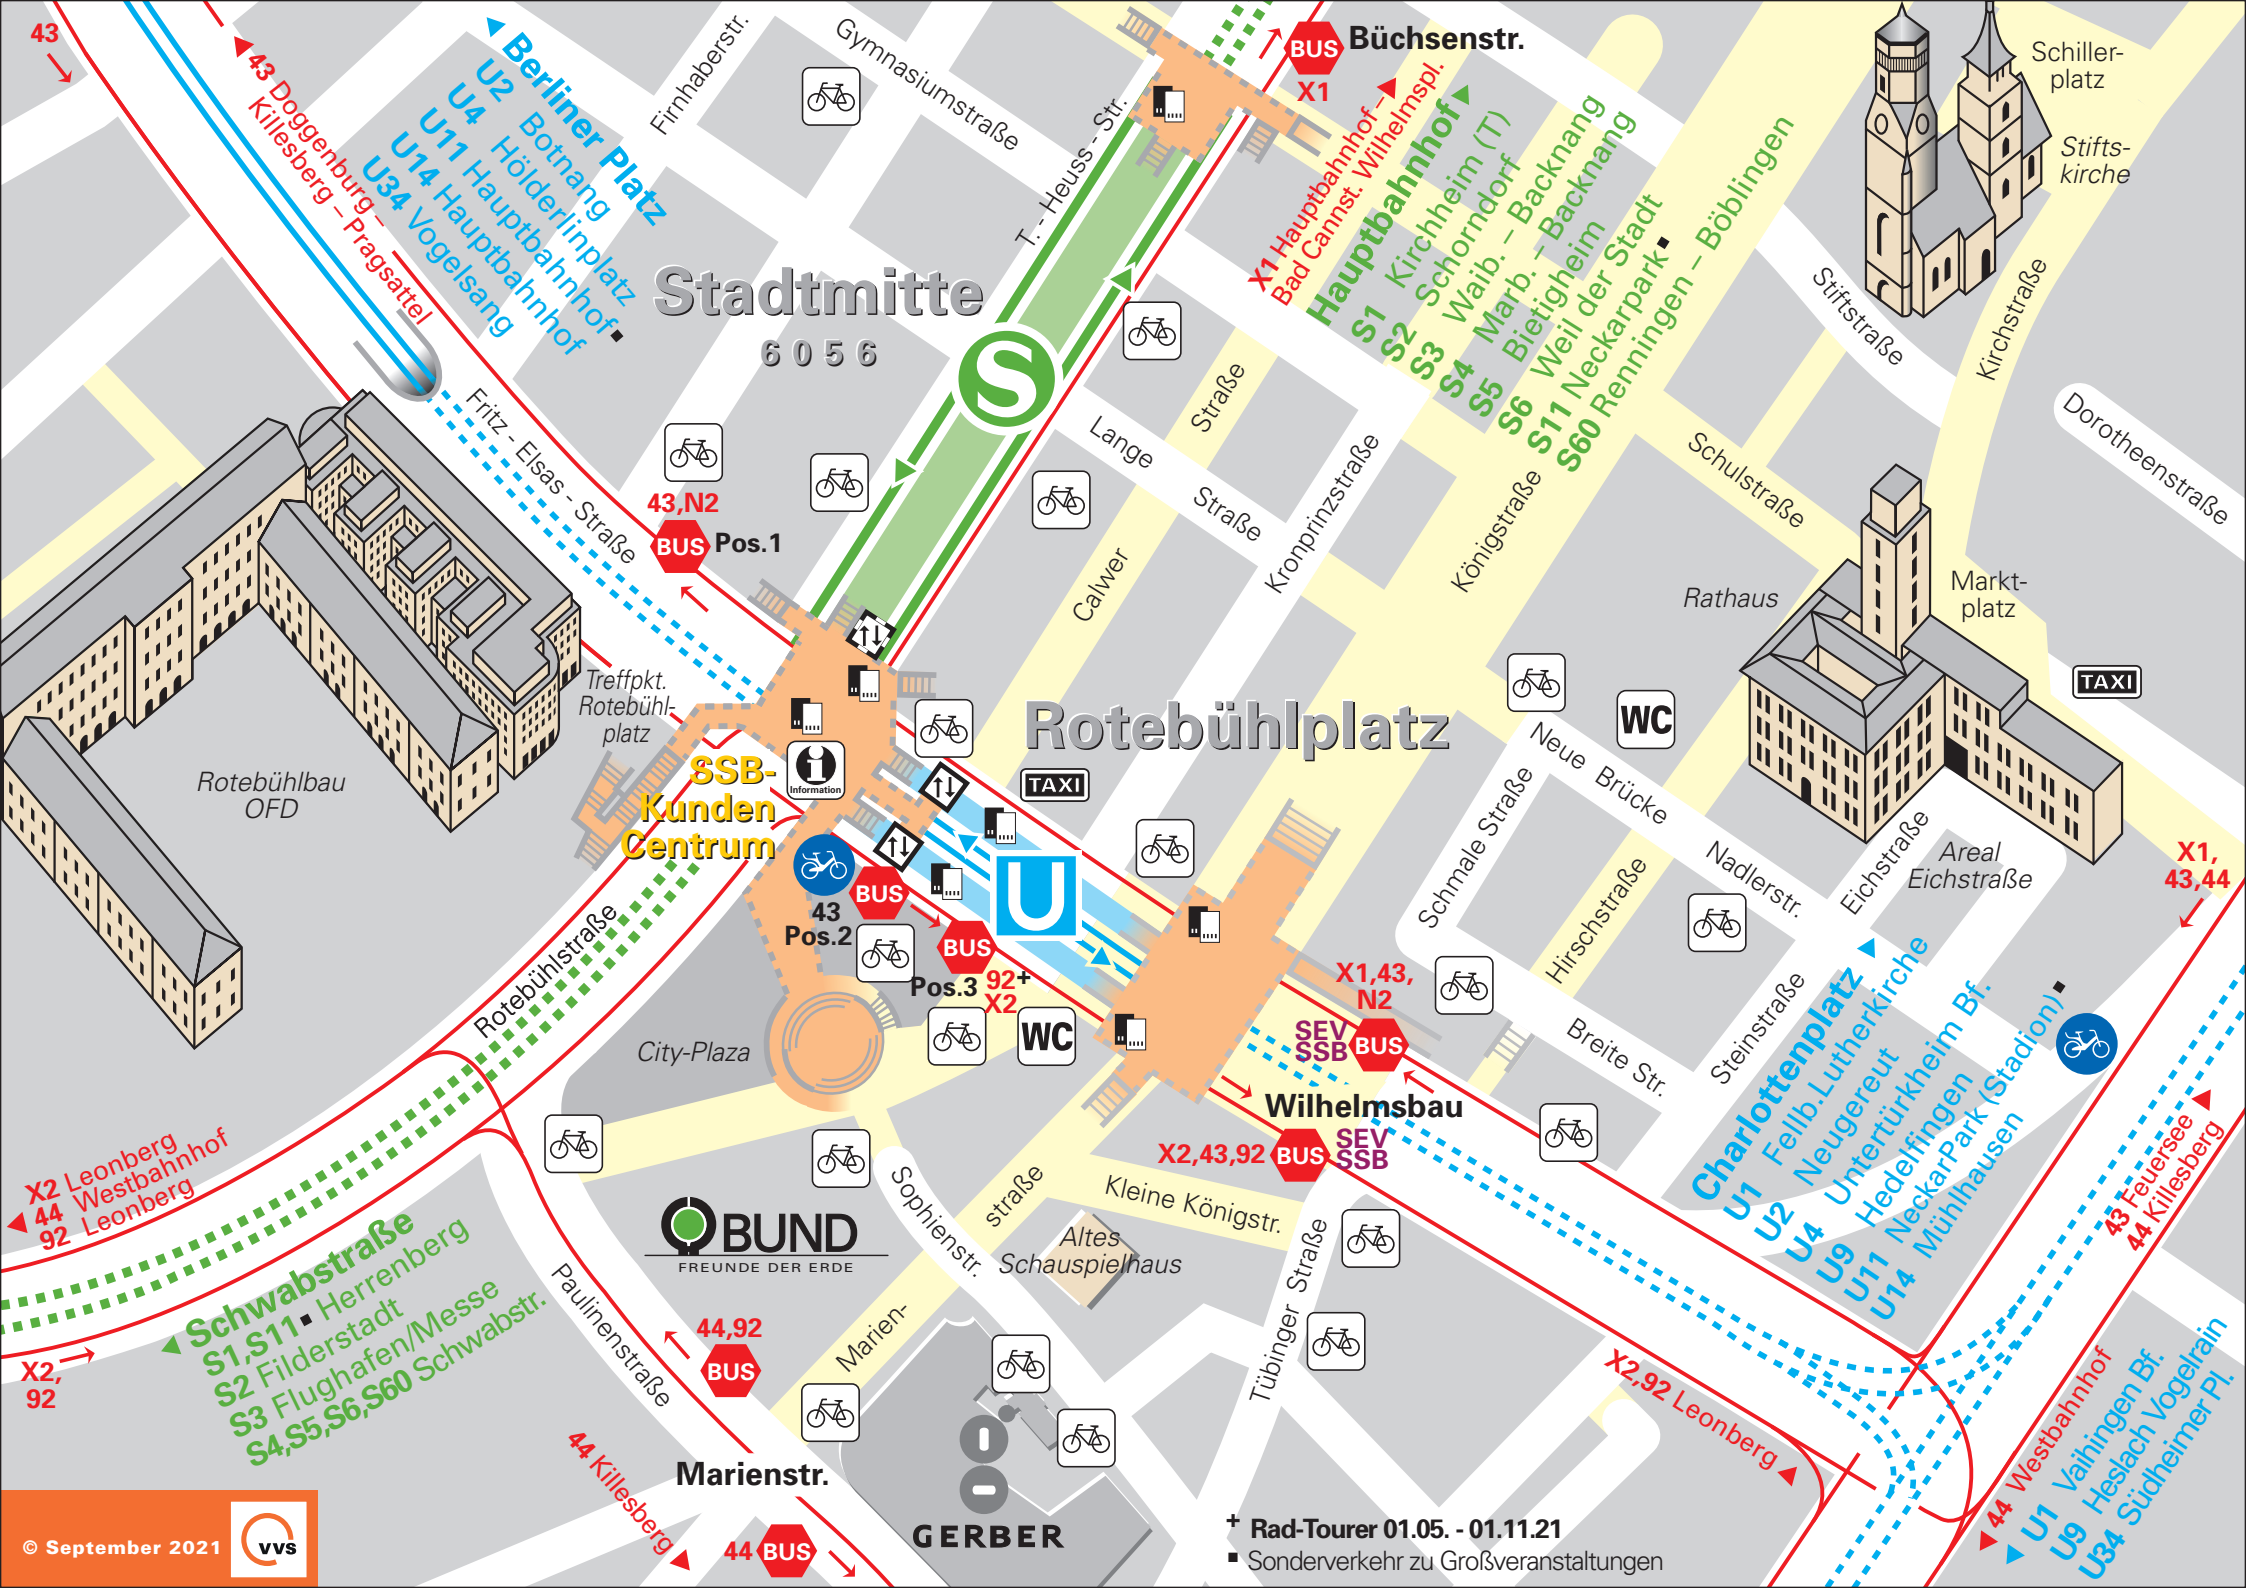 43
43 Doggenburg –
Killesberg – Pragsattel
Berliner Platz
U2 Botnang
U4 Hölderlinplatz
U11 Hauptbahnhof ▪
U14 Hauptbahnhof
U34 Vogelsang
Firnhaberstr.
Gymnasiumstraße
T. - Heuss - Str.
BUS
Büchsenstr.
X1
X1 Hauptbahnhof –
Bad Cannst. Wilhelmspl.
Hauptbahnhof
S1 Kirchheim (T)
S2 Schorndorf
S3 Waib. – Backnang
S4 Marb. – Backnang
S5 Bietigheim
S6 Weil der Stadt
S11 Neckarpark ▪
S60 Renningen – Böblingen
Schiller-
platz
Stifts-
kirche
Stiftstraße
Kirchstraße
Dorotheenstraße
Stadtmitte
6056
S
Fritz - Elsas - Straße
43,N2
BUS
Pos.1
Lange
Straße
Straße
Calwer
Kronprinzstraße
Königstraße
Schulstraße
Rathaus
Markt-
platz
TAXI
Rotebühlbau
OFD
Treffpkt.
Rotebühl-
platz
Rotebühlplatz
TAXI
SSB-
Kunden
Centrum
i
Information
WC
Neue Brücke
Schmale Straße
Nadlerstr.
Hirschstraße
Eichstraße
Areal
Eichstraße
X1,
43,44
BUS
43
Pos.2
BUS
Pos.3
92+
X2
U
WC
Rotebühlstraße
City-Plaza
X1,43,
N2
SEV
SSB
BUS
Wilhelmsbau
X2,43,92
BUS
SEV
SSB
Breite Str.
Steinstraße
Charlottenplatz
U1 Fellb.Lutherkirche
U2 Neugereut
U4 Untertürkheim Bf.
U9 Hedelfingen
U11 NeckarPark (Stadion) ▪
U14 Mühlhausen
43 Feuersee
44 Killesberg
X2 Leonberg
44 Westbahnhof
92 Leonberg
Schwabstraße
S1,S11 ▪ Herrenberg
S2 Filderstadt
S3 Flughafen/Messe
S4,S5,S6,S60 Schwabstr.
X2,
92
BUND
FREUNDE DER ERDE
Sophienstr.
straße
Marien-
Kleine Königstr.
Altes
Schauspielhaus
Tübinger Straße
Paulinenstraße
44,92
BUS
Marienstr.
44 Killesberg
44
BUS
GERBER
X2,92 Leonberg
44 Westbahnhof
U1 Vaihingen Bf.
U9 Heslach Vogelrain
U34 Südheimer Pl.
+ Rad-Tourer 01.05. - 01.11.21
▪ Sonderverkehr zu Großveranstaltungen
© September 2021
VVS